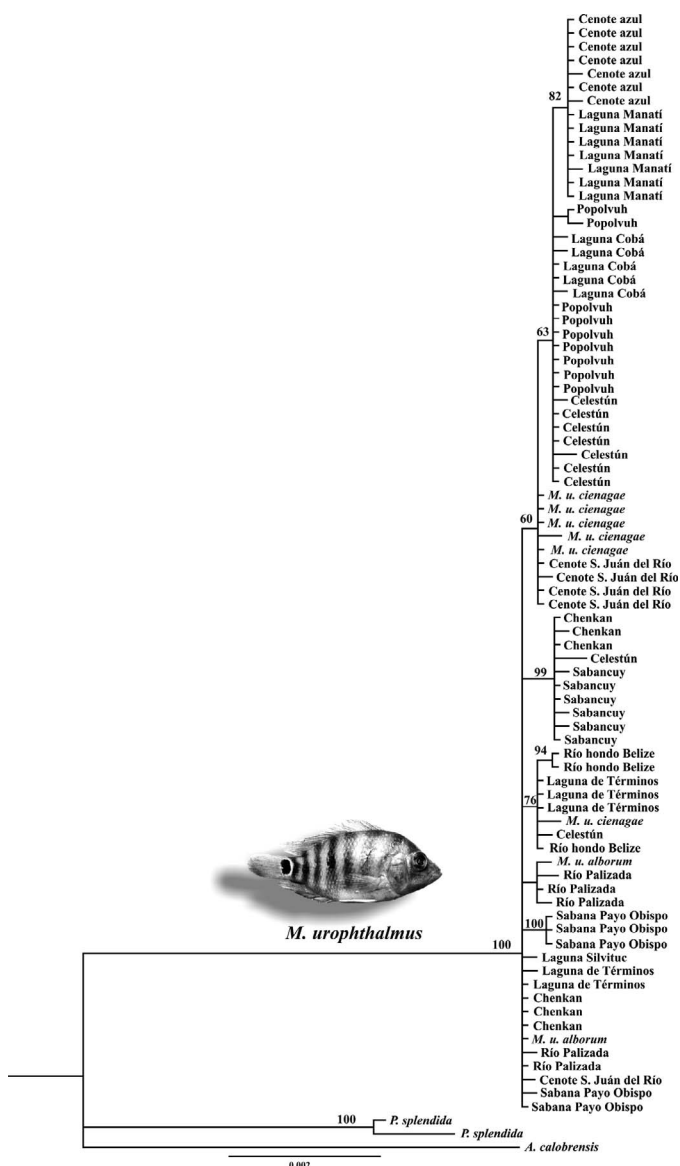 Cenote azul
Cenote azul
Cenote azul
Cenote azul
Cenote azul
Cenote azul
82
Cenote azul
Laguna Manatí
Laguna Manatí
Laguna Manatí
Laguna Manatí
Laguna Manatí
Laguna Manatí
Laguna Manatí
Popolvuh
Popolvuh
Laguna Cobá
Laguna Cobá
Laguna Cobá
Laguna Cobá
Laguna Cobá
Popolvuh
Popolvuh
63
Popolvuh
Popolvuh
Popolvuh
Popolvuh
Popolvuh
Celestún
Celestún
Celestún
Celestún
Celestún
Celestún
Celestún
M. u. cienagae
M. u. cienagae
60
M. u. cienagae
M. u. cienagae
M. u. cienagae
Cenote S. Juán del Río
Cenote S. Juán del Río
Cenote S. Juán del Río
Cenote S. Juán del Río
Chenkan
Chenkan
Chenkan
Celestún
99
Sabancuy
Sabancuy
Sabancuy
Sabancuy
Sabancuy
Sabancuy
94
Río hondo Belize
Río hondo Belize
Laguna de Términos
Laguna de Términos
76
Laguna de Términos
M. u. cienagae
Celestún
Río hondo Belize
M. u. alborum
Río Palizada
Río Palizada
Río Palizada
Sabana Payo Obispo
100
Sabana Payo Obispo
Sabana Payo Obispo
M. urophthalmus
100
Laguna Silvituc
Laguna de Términos
Laguna de Términos
Chenkan
Chenkan
Chenkan
M. u. alborum
Río Palizada
Río Palizada
Cenote S. Juán del Río
Sabana Payo Obispo
Sabana Payo Obispo
100
P. splendida
P. splendida
A. calobrensis
0.002